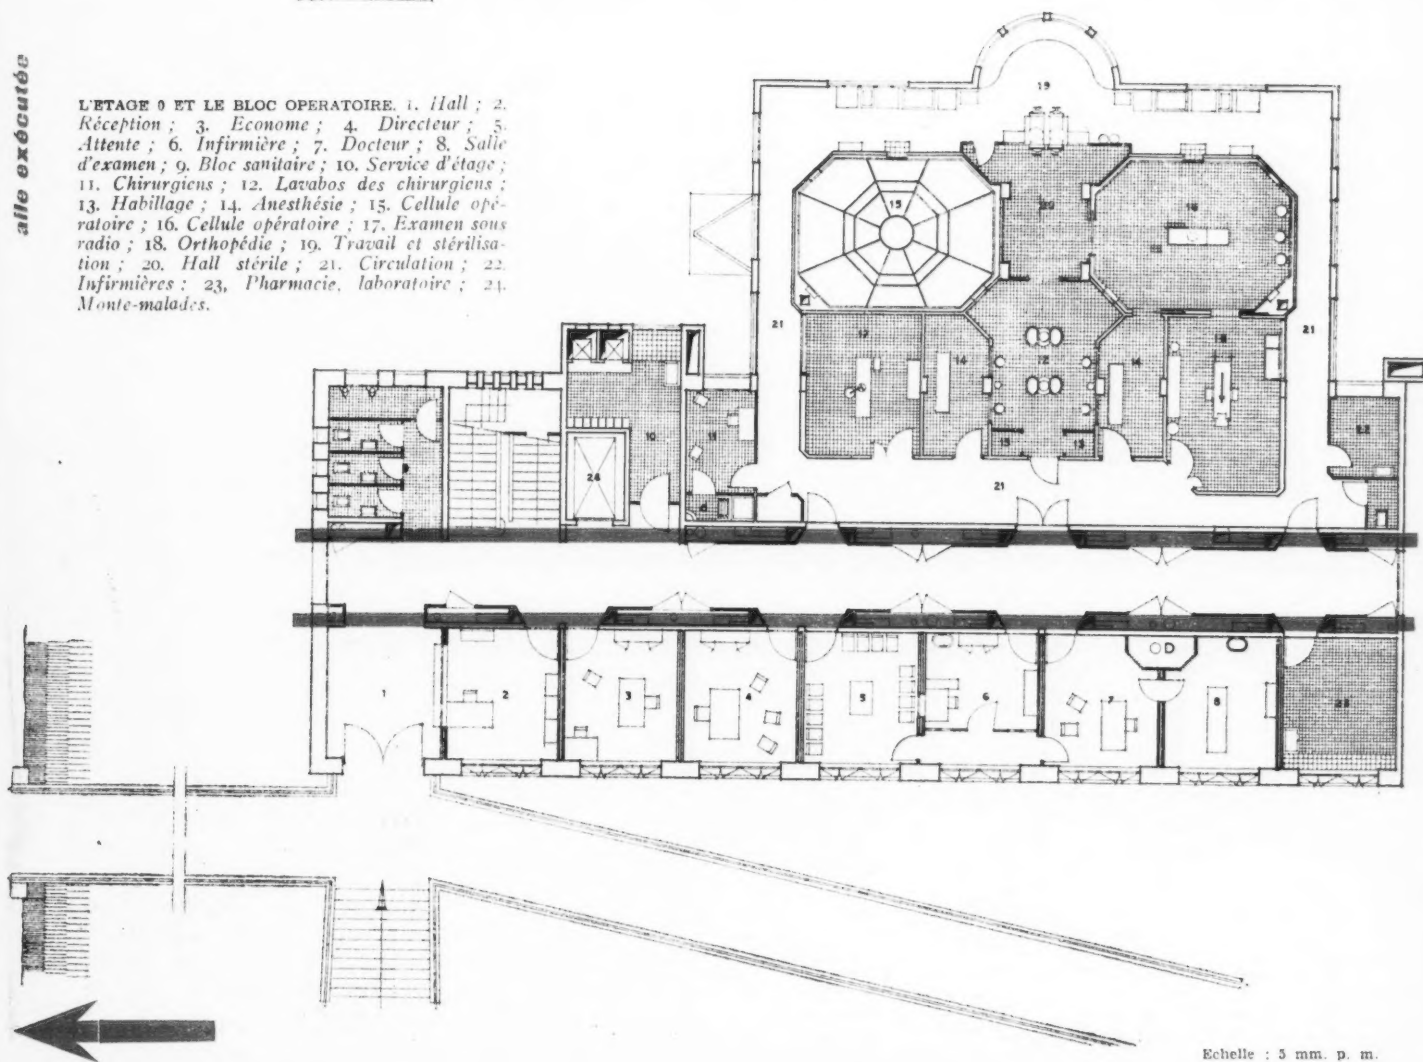 aile exécutée
L'ETAGE 0 ET LE BLOC OPERATOIRE. 1. Hall ; 2.
Réception ; 3. Econome ; 4. Directeur ; 5.
Attente ; 6. Infirmière ; 7. Docteur ; 8. Salle
d'examen ; 9. Bloc sanitaire ; 10. Service d'étage ;
11. Chirurgiens ; 12. Lavabos des chirurgiens ;
13. Habillage ; 14. Anesthésie ; 15. Cellule opé-
ratoire ; 16. Cellule opératoire ; 17. Examen sous
radio ; 18. Orthopédie ; 19. Travail et stérilisa-
tion ; 20. Hall stérile ; 21. Circulation ; 22.
Infirmières : 23, Pharmacie, laboratoire ; 24.
Monte-malades.
19
15
20
16
21
17
14
12
14
18
21
10
11
24
13
13
22
21
1
2
3
4
5
6
7
8
23
Echelle : 5 mm. p. m.